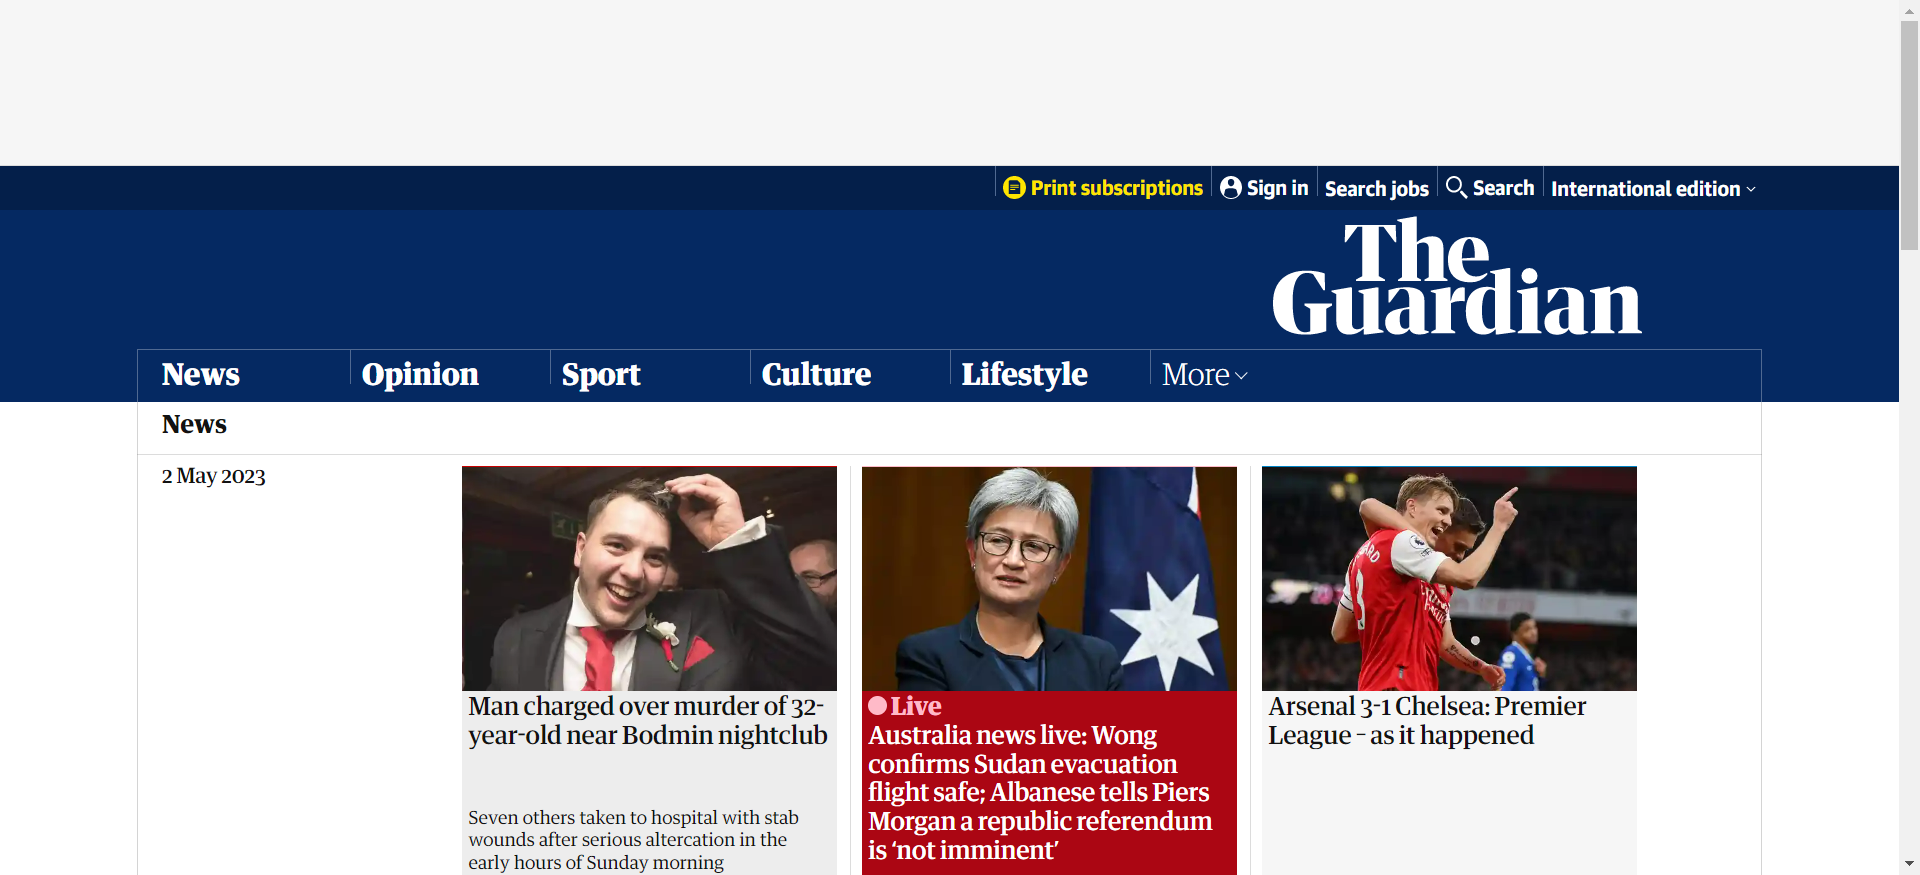 Print subscriptions
Sign in
Search jobs
Search
International edition
The
Guardian
News
Opinion
Sport
Culture
Lifestyle
More
News
2 May 2023
Man charged over murder of 32-
year-old near Bodmin nightclub
Seven others taken to hospital with stab
wounds after serious altercation in the
early hours of Sunday morning
Live
Australia news live: Wong
confirms Sudan evacuation
flight safe; Albanese tells Piers
Morgan a republic referendum
is ‘not imminent’
Arsenal 3-1 Chelsea: Premier
League – as it happened